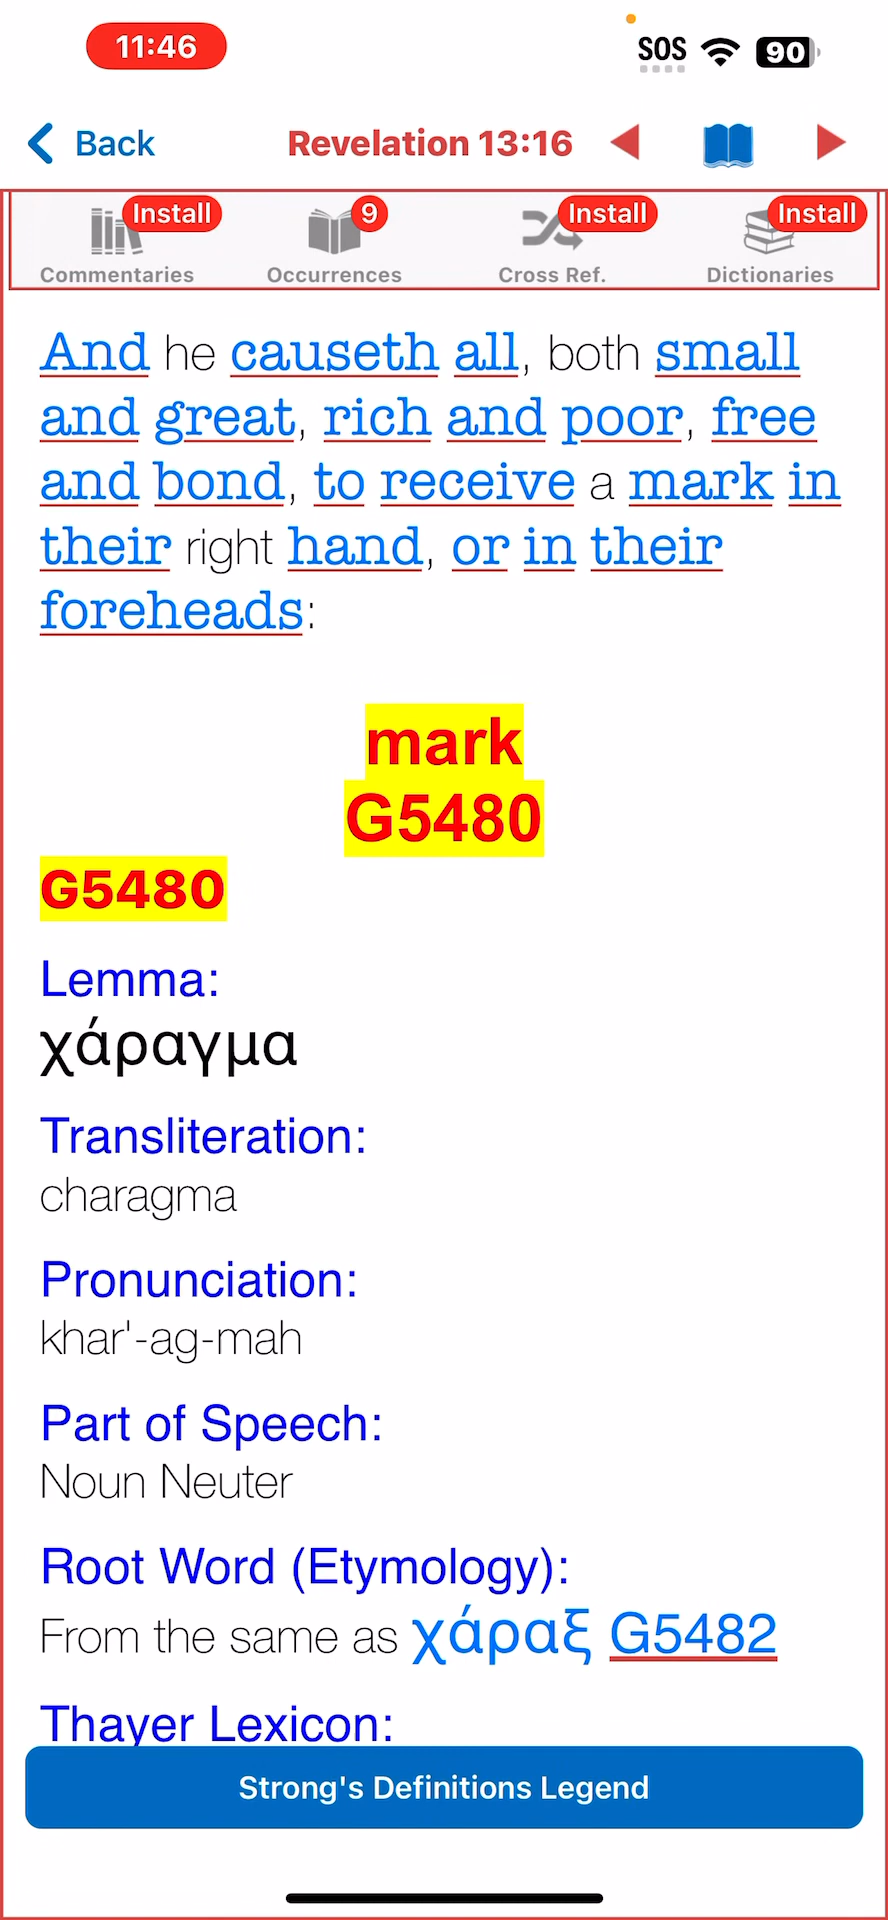 11:46
SOS
90
Back
Revelation 13:16
Install
9
Install
Install
Commentaries
Occurrences
Cross Ref.
Dictionaries
And he causeth all, both small
and great, rich and poor, free
and bond, to receive a mark in
their right hand, or in their
foreheads:
mark
G5480
G5480
Lemma:
χάραγμα
Transliteration:
charagma
Pronunciation:
khar'-ag-mah
Part of Speech:
Noun Neuter
Root Word (Etymology):
From the same as χάραξ G5482
Thayer Lexicon:
Strong's Definitions Legend